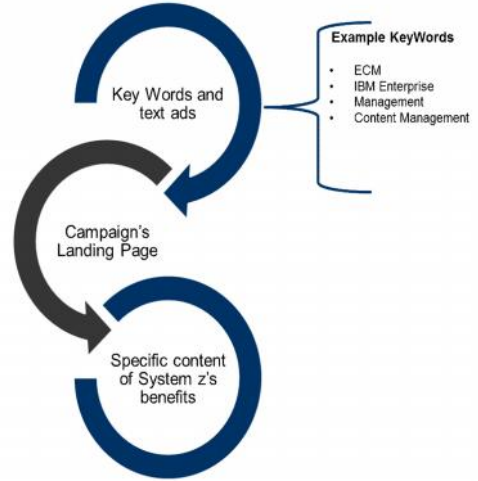 Example KeyWords
• ECM
• IBM Enterprise
• Management
• Content Management
Key Words and
text ads
Campaign's
Landing Page
Specific content
of System z's
benefits